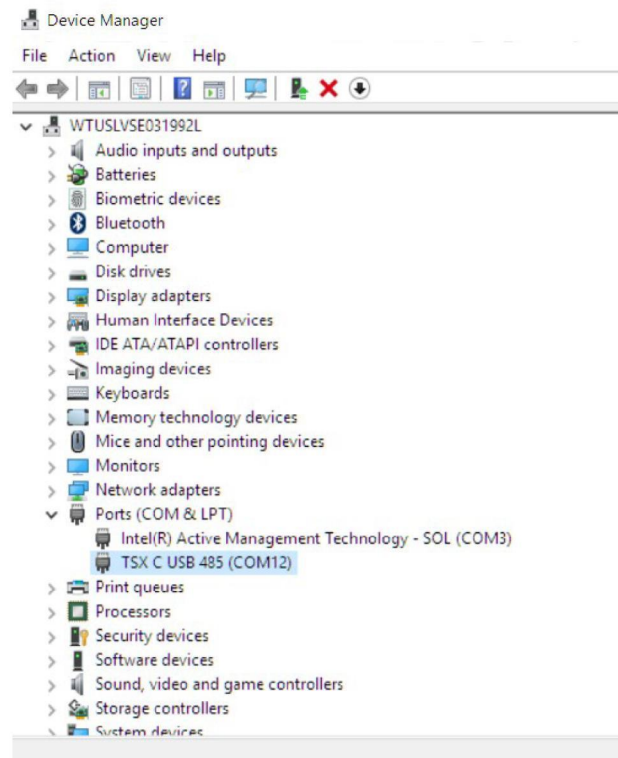 Device Manager
File Action View Help
WTUSLVSE031992L
Audio inputs and outputs
Batteries
Biometric devices
Bluetooth
Computer
Disk drives
Display adapters
Human Interface Devices
IDE ATA/ATAPI controllers
Imaging devices
Keyboards
Memory technology devices
Mice and other pointing devices
Monitors
Network adapters
Ports (COM & LPT)
Intel(R) Active Management Technology - SOL (COM3)
TSX C USB 485 (COM12)
Print queues
Processors
Security devices
Software devices
Sound, video and game controllers
Storage controllers
System devices